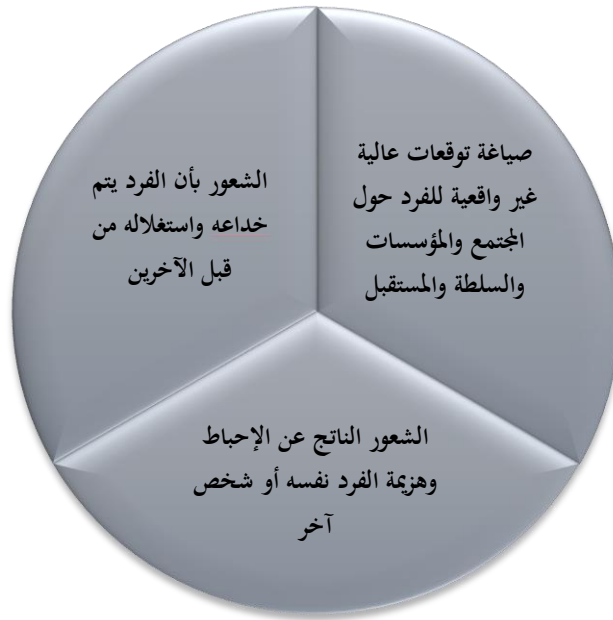 صياغة توقعات عالية
غير واقعية للفرد حول
المجتمع والمؤسسات
والسلطة والمستقبل
الشعور بأن الفرد يتم
خداعه واستغلاله من
قبل الآخرين
الشعور الناتج عن الإحباط
وهزيمة الفرد نفسه أو شخص
آخر